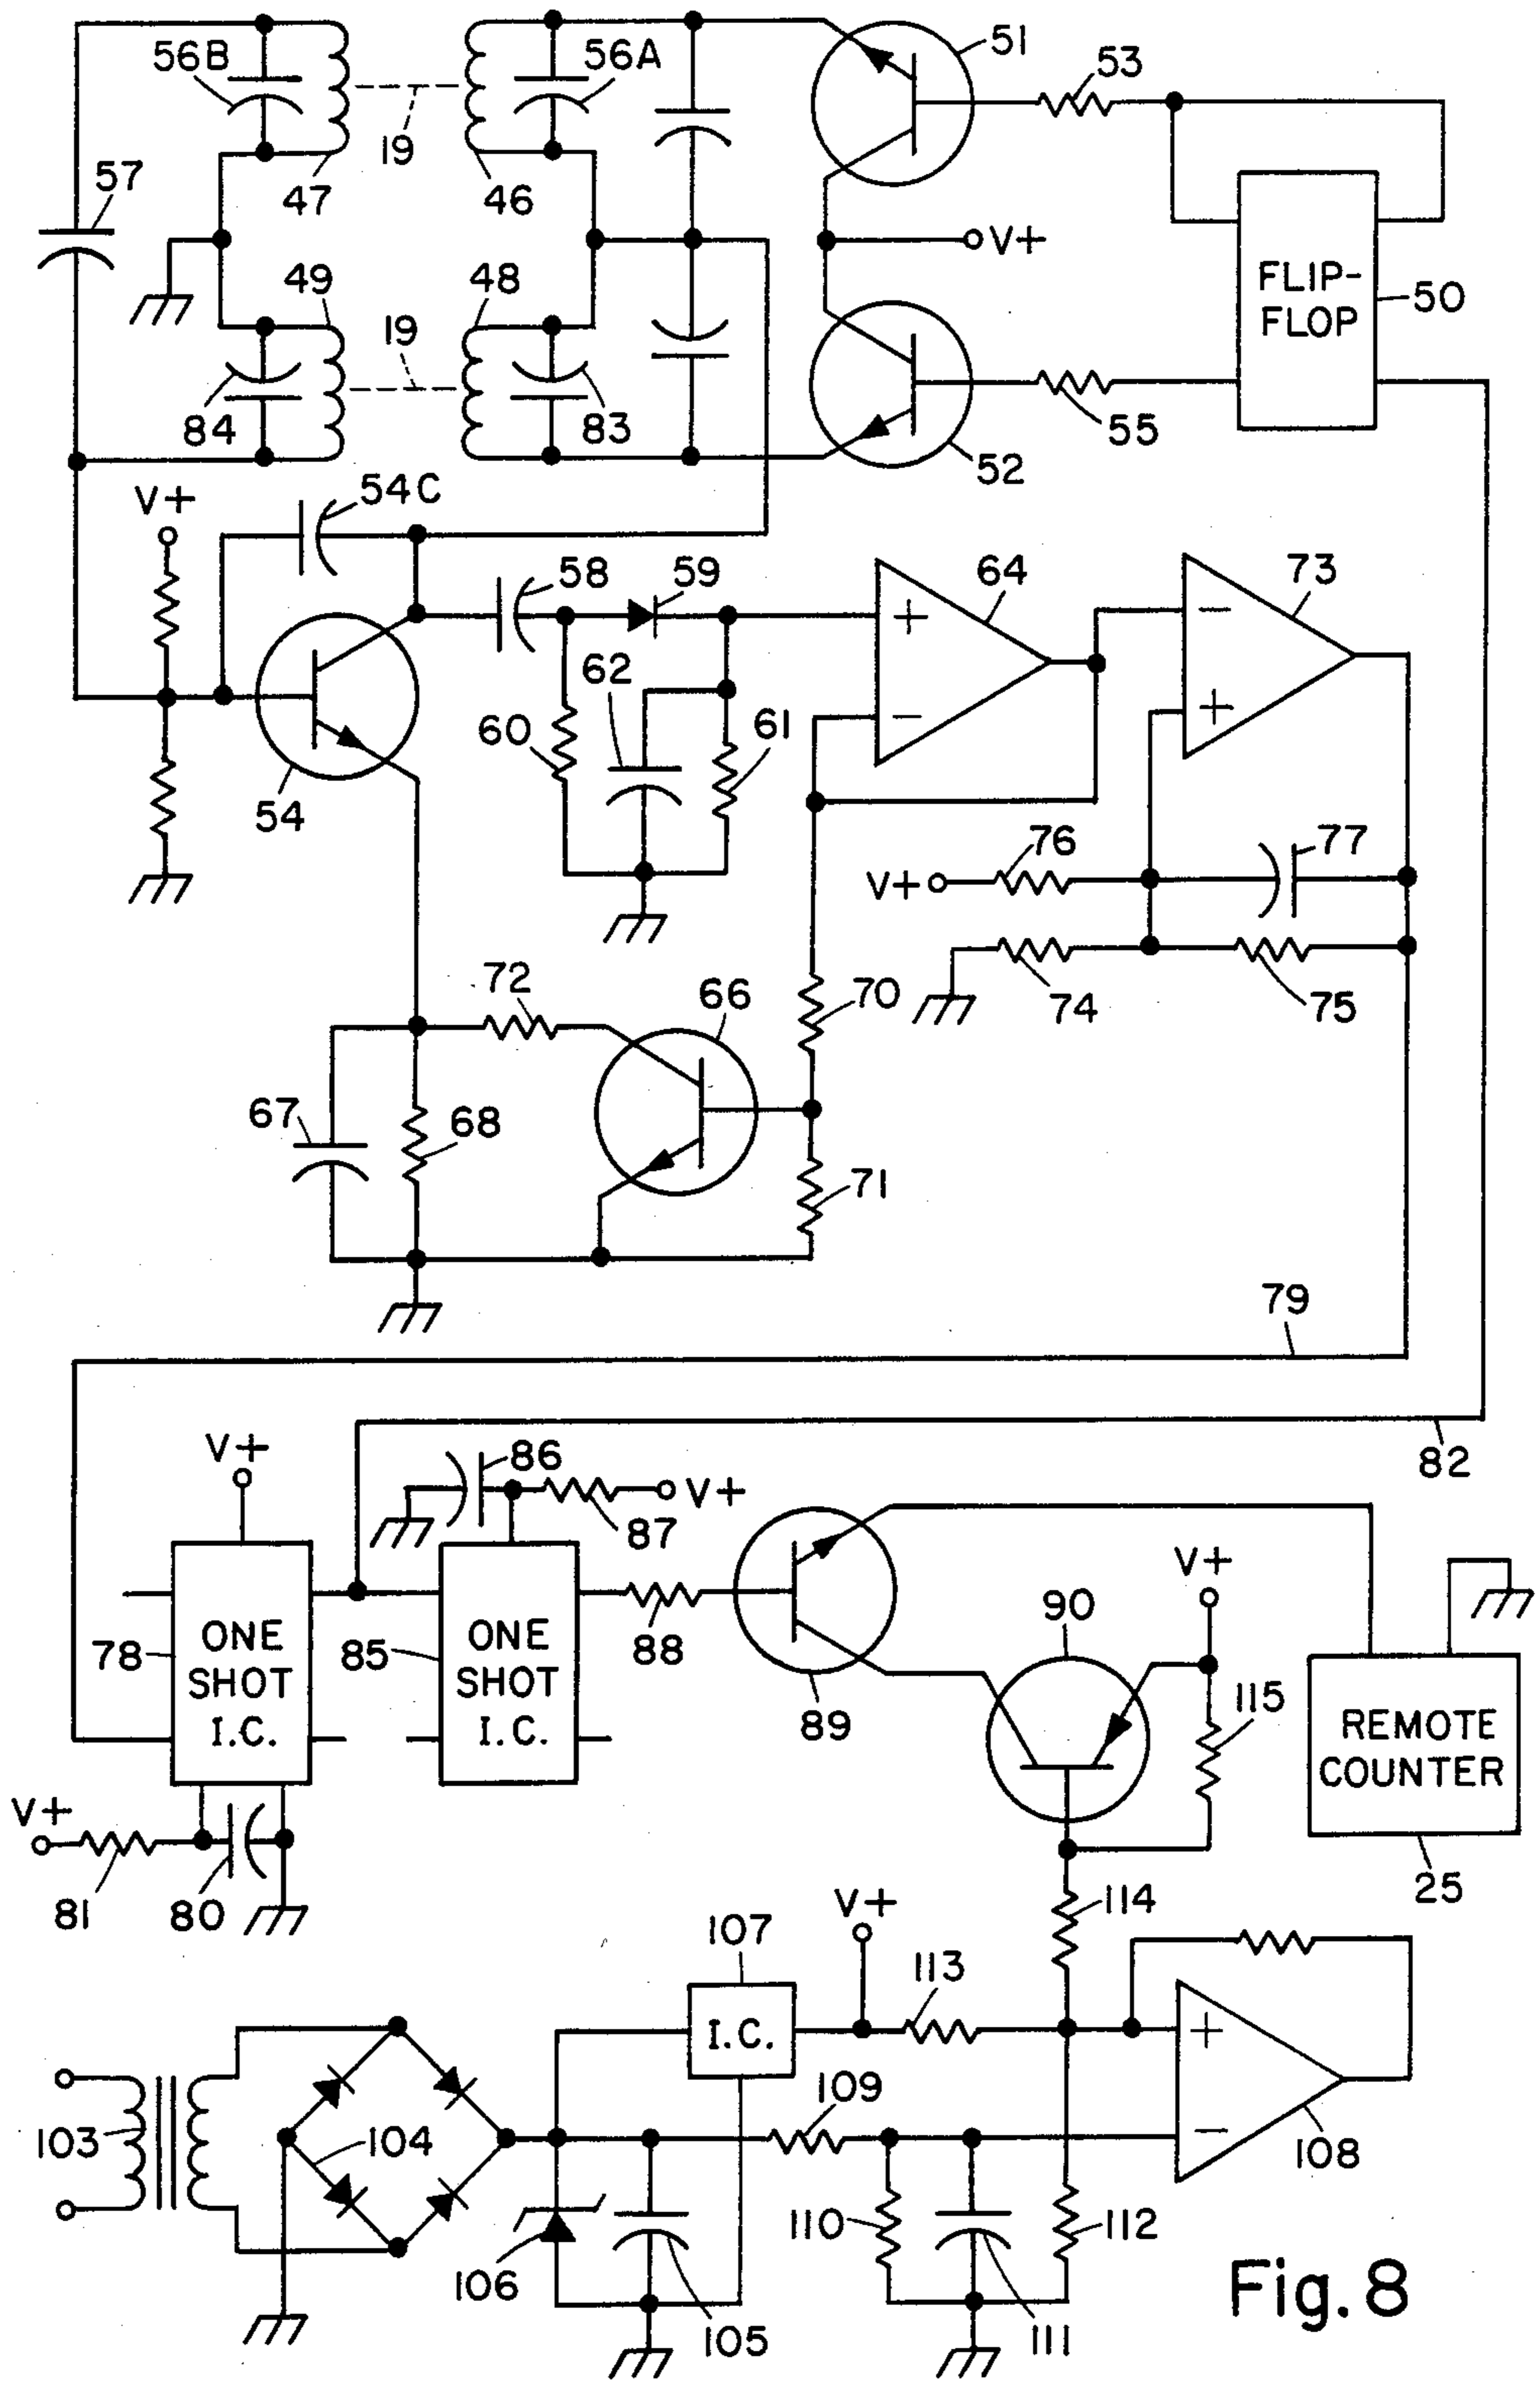 56B
56A
51
53
19
57
47
46
V+
FLIP-
FLOP
50
49
48
19
84
83
55
52
V+
54C
58
59
64
73
+
−
62
60
61
−
+
54
76
77
V+
72
66
70
74
75
67
68
71
79
V+
86
V+
82
87
V+
90
78
ONE
SHOT
I.C.
85
ONE
SHOT
I.C.
88
89
115
REMOTE
COUNTER
V+
81
80
V+
114
25
107
113
I.C.
+
103
104
109
−
108
106
105
110
111
112
Fig. 8